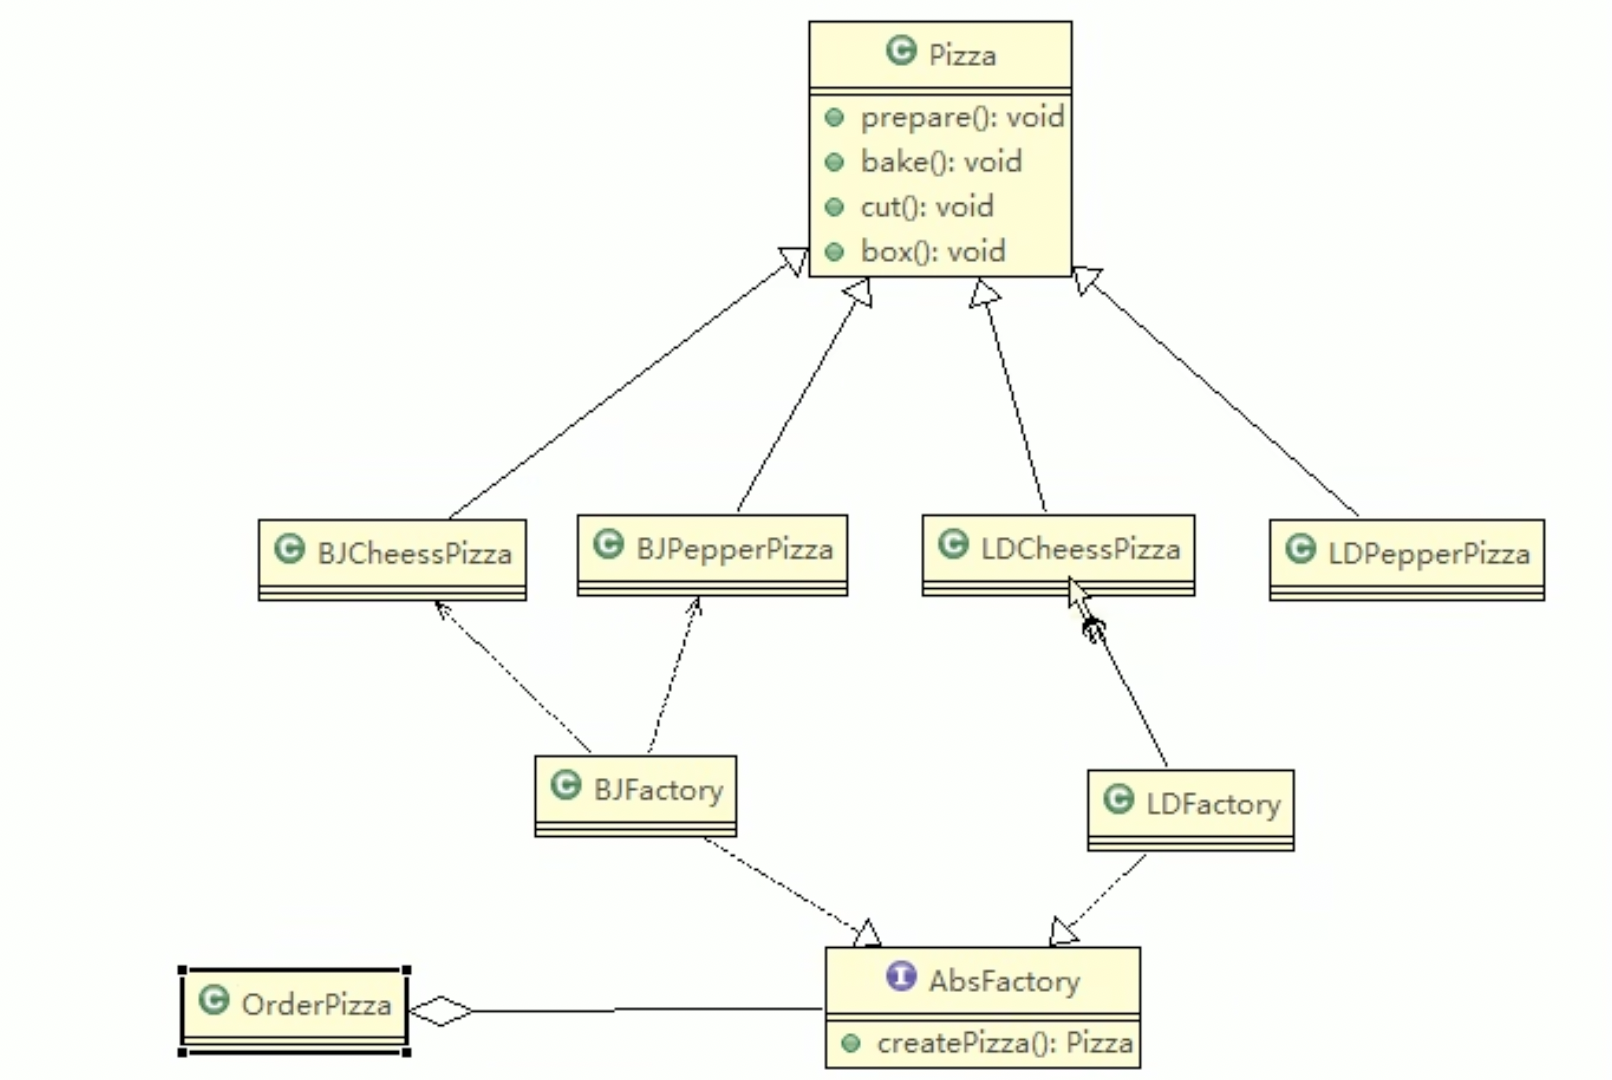 C Pizza
prepare(): void
bake(): void
cut(): void
box(): void
C BJCheessPizza
C BJPepperPizza
C LDCheessPizza
C LDPepperPizza
C BJFactory
C LDFactory
C OrderPizza
I AbsFactory
createPizza(): Pizza